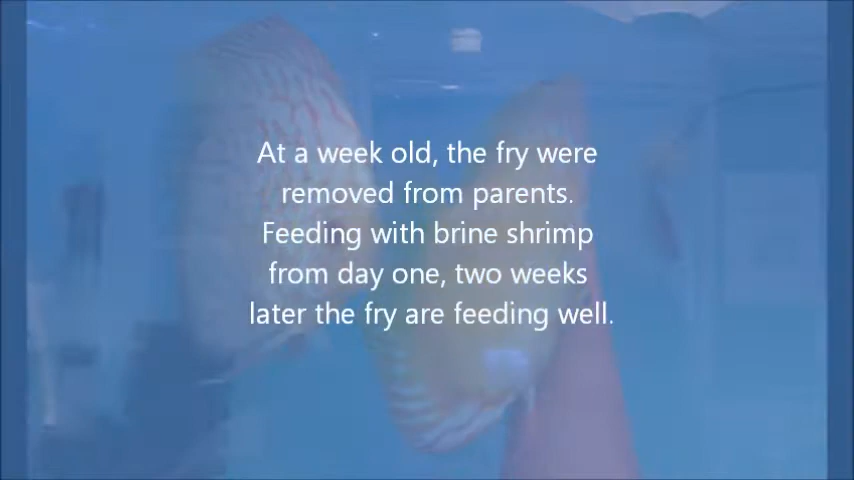 At a week old, the fry were
removed from parents.
Feeding with brine shrimp
from day one, two weeks
later the fry are feeding well.